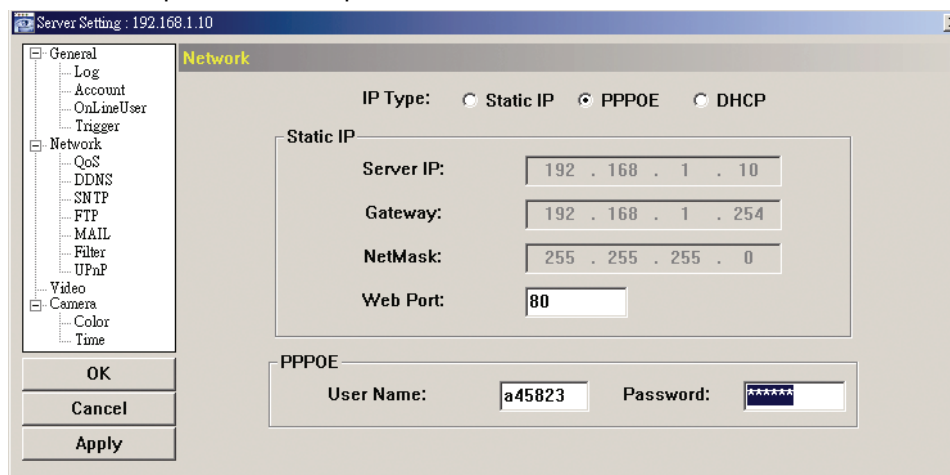 Server Setting : 192.168.1.10
General
Log
Account
OnLineUser
Trigger
Network
QoS
DDNS
SNTP
FTP
MAIL
Filter
UPnP
Video
Camera
Color
Time
OK
Cancel
Apply
Network
IP Type: Static IP PPPOE DHCP
Static IP
Server IP: 192 . 168 . 1 . 10
Gateway: 192 . 168 . 1 . 254
NetMask: 255 . 255 . 255 . 0
Web Port: 80
PPPOE
User Name: a45823 Password: ******